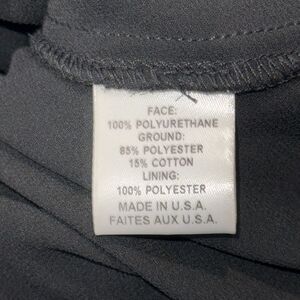 FACE:
100% POLYURETHANE
GROUND:
85% POLYESTER
15% COTTON
LINING:
100% POLYESTER
MADE IN U.S.A.
FAITES AUX U.S.A.